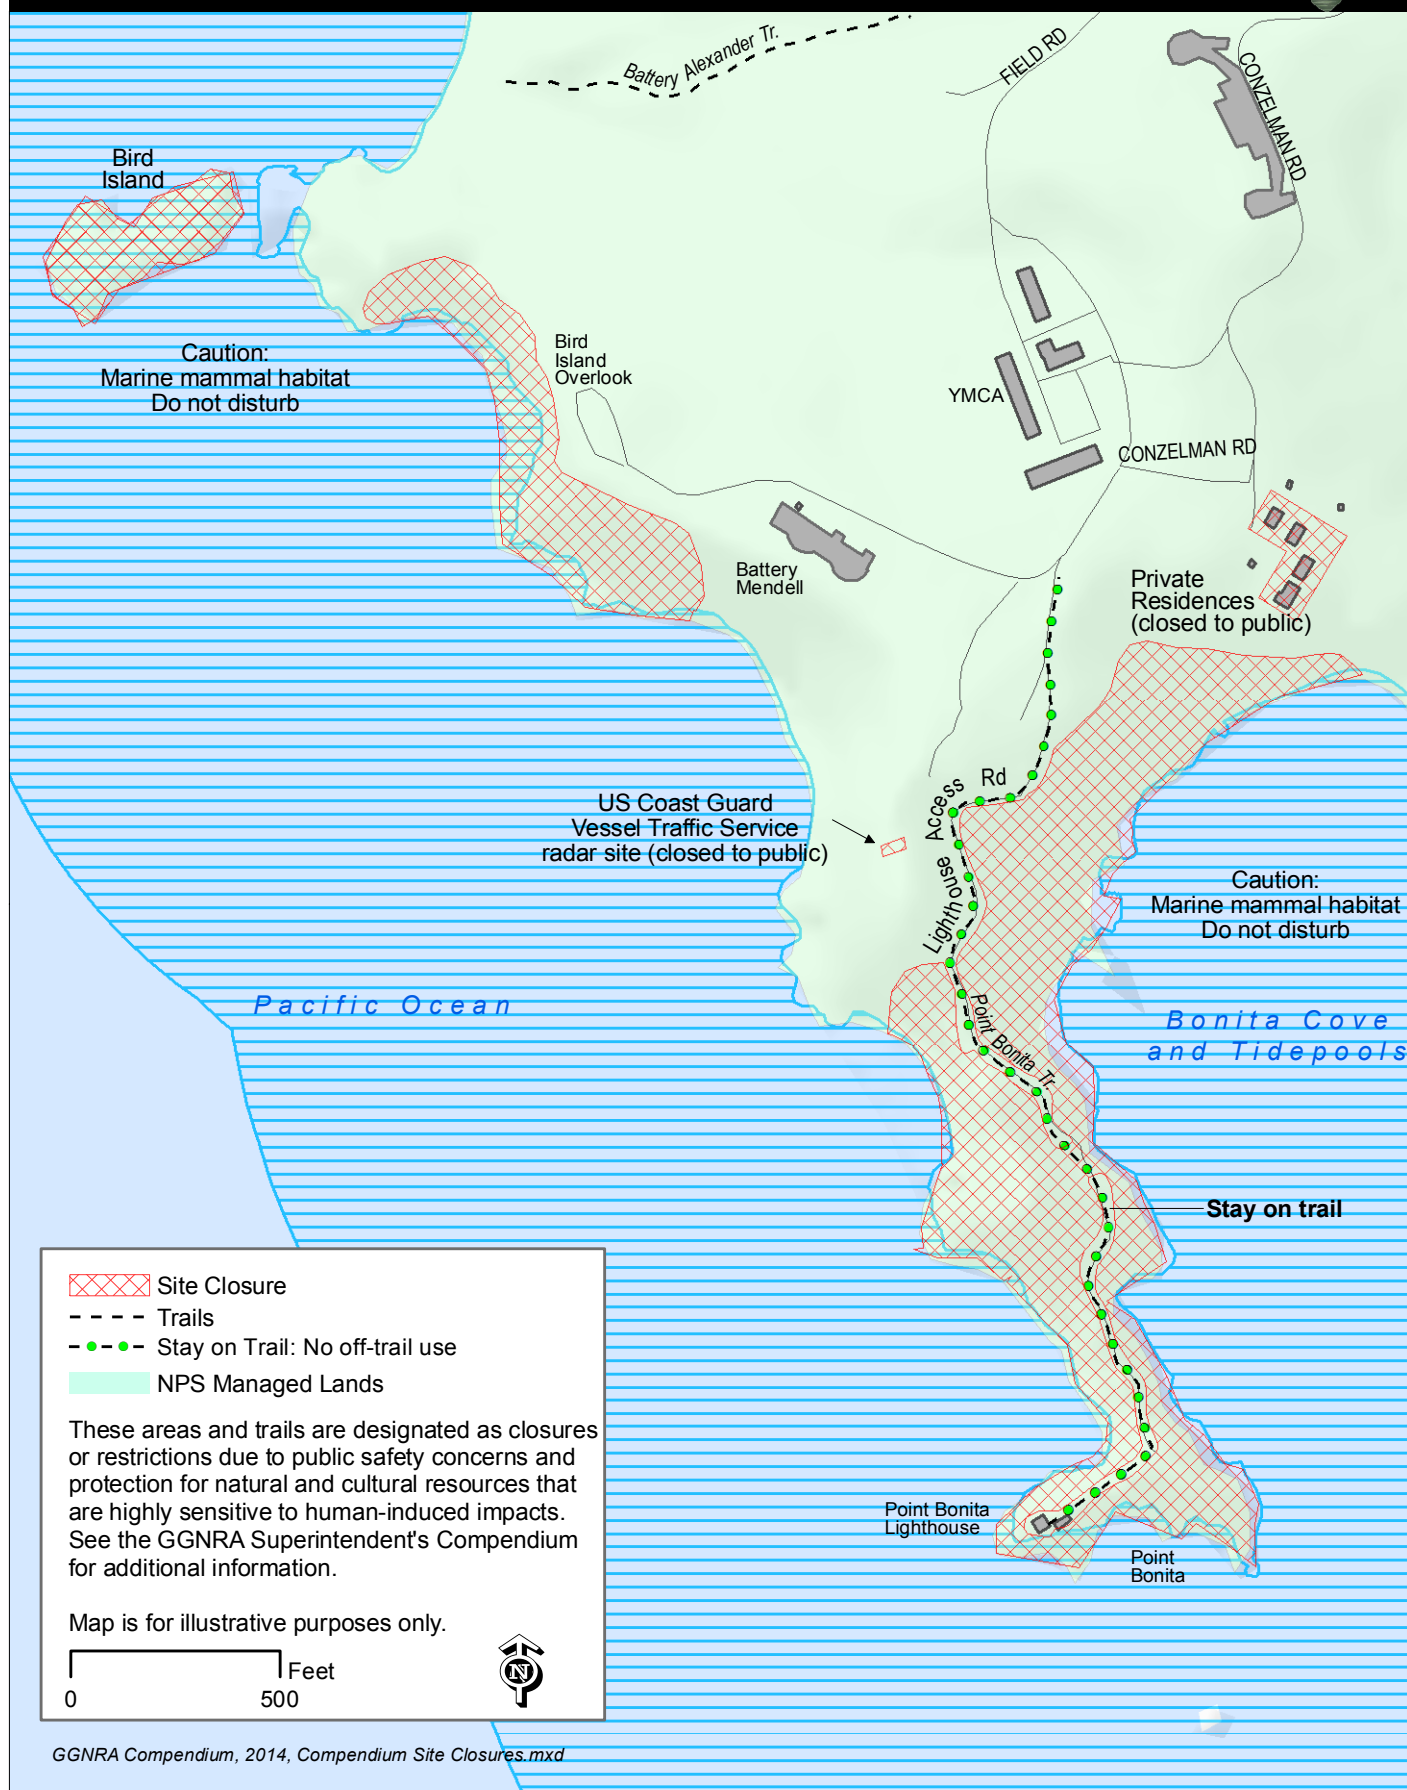 Battery Alexander Tr.
FIELD RD
CONZELMAN RD
Bird
Island
Caution:
Marine mammal habitat
Do not disturb
Bird
Island
Overlook
YMCA
CONZELMAN RD
Battery
Mendell
Private
Residences
(closed to public)
US Coast Guard
Vessel Traffic Service
radar site (closed to public)
Lighthouse Access Rd
Caution:
Marine mammal habitat
Do not disturb
Pacific Ocean
Bonita Cove
and Tidepools
Point Bonita Tr.
Stay on trail
Site Closure
Trails
Stay on Trail: No off-trail use
NPS Managed Lands
These areas and trails are designated as closures
or restrictions due to public safety concerns and
protection for natural and cultural resources that
are highly sensitive to human-induced impacts.
See the GGNRA Superintendent's Compendium
for additional information.
Map is for illustrative purposes only.
Feet
0 500
N
Point Bonita
Lighthouse
Point
Bonita
GGNRA Compendium, 2014, Compendium Site Closures.mxd